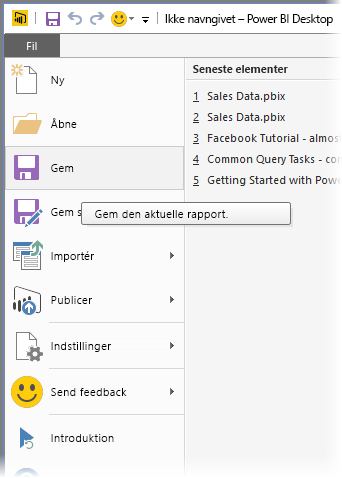 Ikke navngivet – Power BI Desktop
Fil
Ny
Åbne
Gem
Gem s
Gem den aktuelle rapport.
Importér
Publicer
Indstillinger
Send feedback
Introduktion
Seneste elementer
1 Sales Data.pbix
2 Sales Data.pbix
3 Facebook Tutorial - almos
4 Common Query Tasks - co
5 Getting Started with Pow